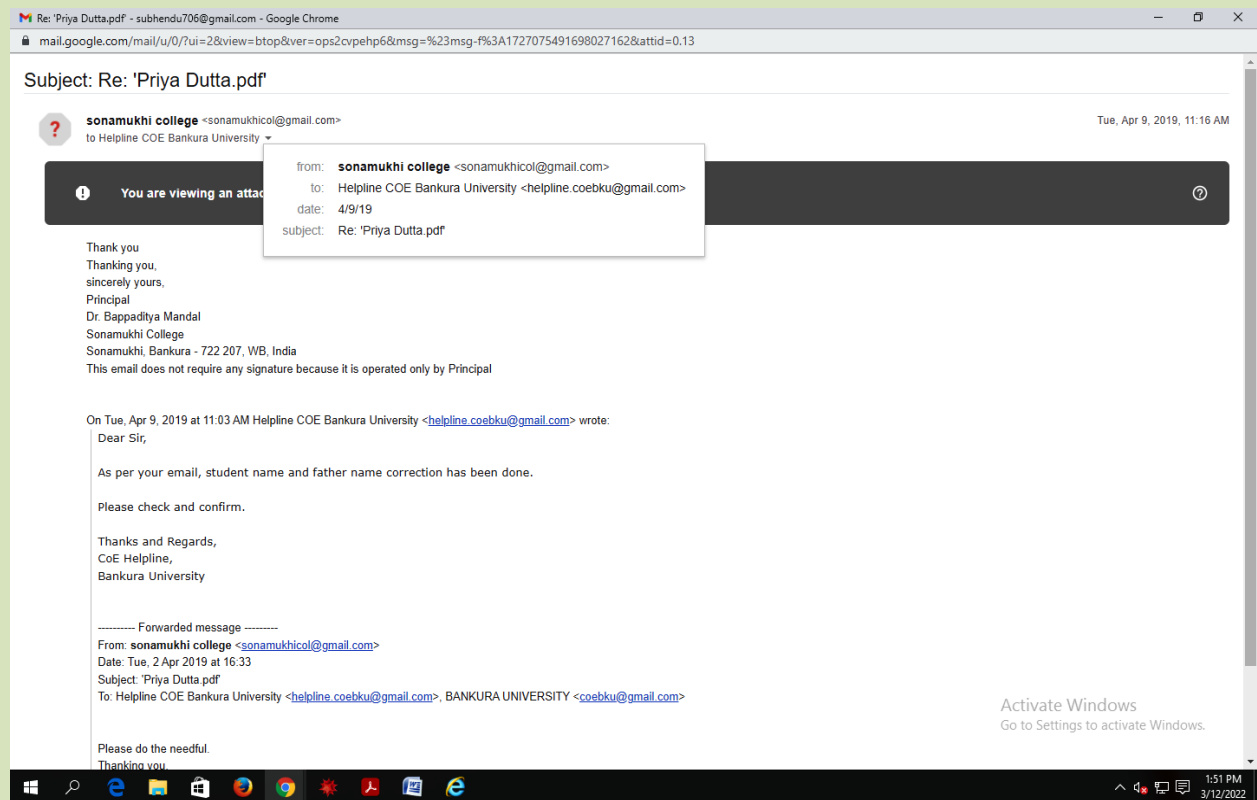 Re: 'Priya Dutta.pdf' - subhendu706@gmail.com - Google Chrome
mail.google.com/mail/u/0/?ui=2&view=btop&ver=ops2cvpehp6&msg=%23msg-f%3A1727075491698027162&attid=0.13
Subject: Re: 'Priya Dutta.pdf'
sonamukhi college <sonamukhicol@gmail.com>
Tue, Apr 9, 2019, 11:16 AM
to Helpline COE Bankura University
from: sonamukhi college <sonamukhicol@gmail.com>
to: Helpline COE Bankura University <helpline.coebku@gmail.com>
date: 4/9/19
subject: Re: 'Priya Dutta.pdf'
You are viewing an attac
Thank you
Thanking you,
sincerely yours,
Principal
Dr. Bappaditya Mandal
Sonamukhi College
Sonamukhi, Bankura - 722 207, WB, India
This email does not require any signature because it is operated only by Principal
On Tue, Apr 9, 2019 at 11:03 AM Helpline COE Bankura University <helpline.coebku@gmail.com> wrote:
Dear Sir,
As per your email, student name and father name correction has been done.
Please check and confirm.
Thanks and Regards,
CoE Helpline,
Bankura University
---------- Forwarded message ---------
From: sonamukhi college <sonamukhicol@gmail.com>
Date: Tue, 2 Apr 2019 at 16:33
Subject: 'Priya Dutta.pdf'
To: Helpline COE Bankura University <helpline.coebku@gmail.com>, BANKURA UNIVERSITY <coebku@gmail.com>
Please do the needful.
Thanking you,
Activate Windows
Go to Settings to activate Windows.
1:51 PM
3/12/2022